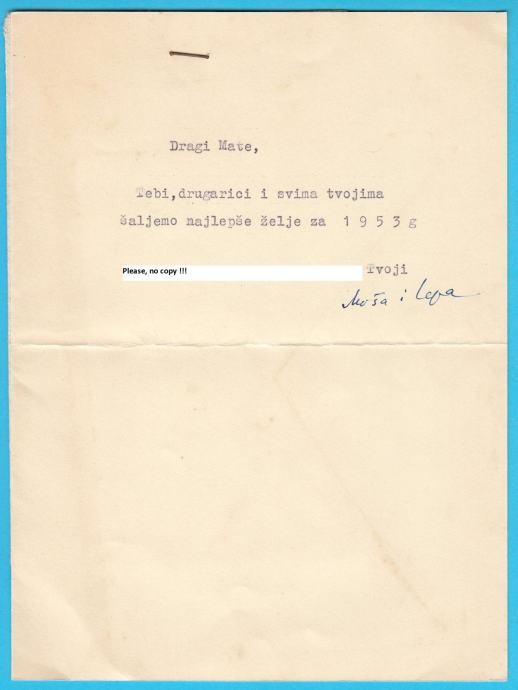 Dragi Mate,
Tebi,drugarici i svima tvojima
šaljemo najlepše želje za 1 9 5 3 g
Please, no copy !!!
Tvoji
Moša i Lepa